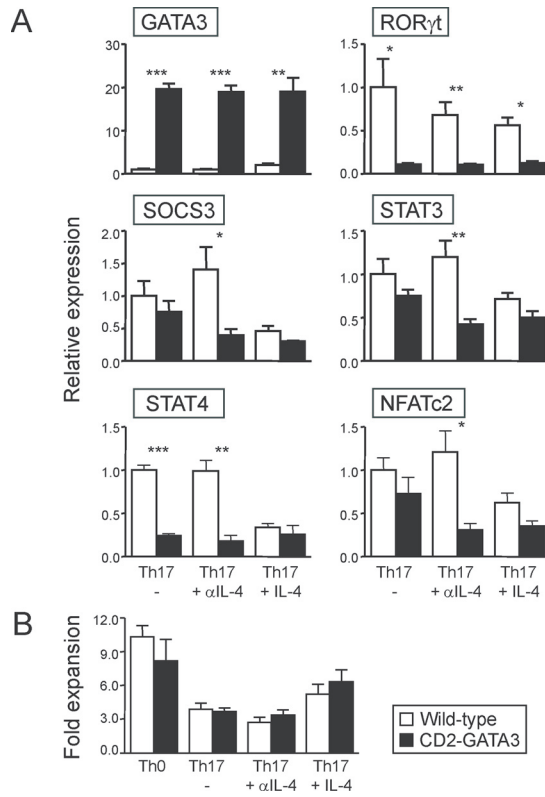 A
GATA3
RORγt
30
20
10
0
***
***
**
1.5
1.0
0.5
0.0
*
**
*
Relative expression
SOCS3
STAT3
2.0
1.5
1.0
0.5
0.0
*
1.5
1.0
0.5
0.0
**
STAT4
NFATc2
1.5
1.0
0.5
0.0
***
**
1.5
1.0
0.5
0.0
*
Th17 Th17 Th17
- + αIL-4 + IL-4
Th17 Th17 Th17
- + αIL-4 + IL-4
B
Fold expansion
12.0
9.0
6.0
3.0
0.0
Th0 Th17 Th17 Th17
- + αIL-4 + IL-4
Wild-type
CD2-GATA3